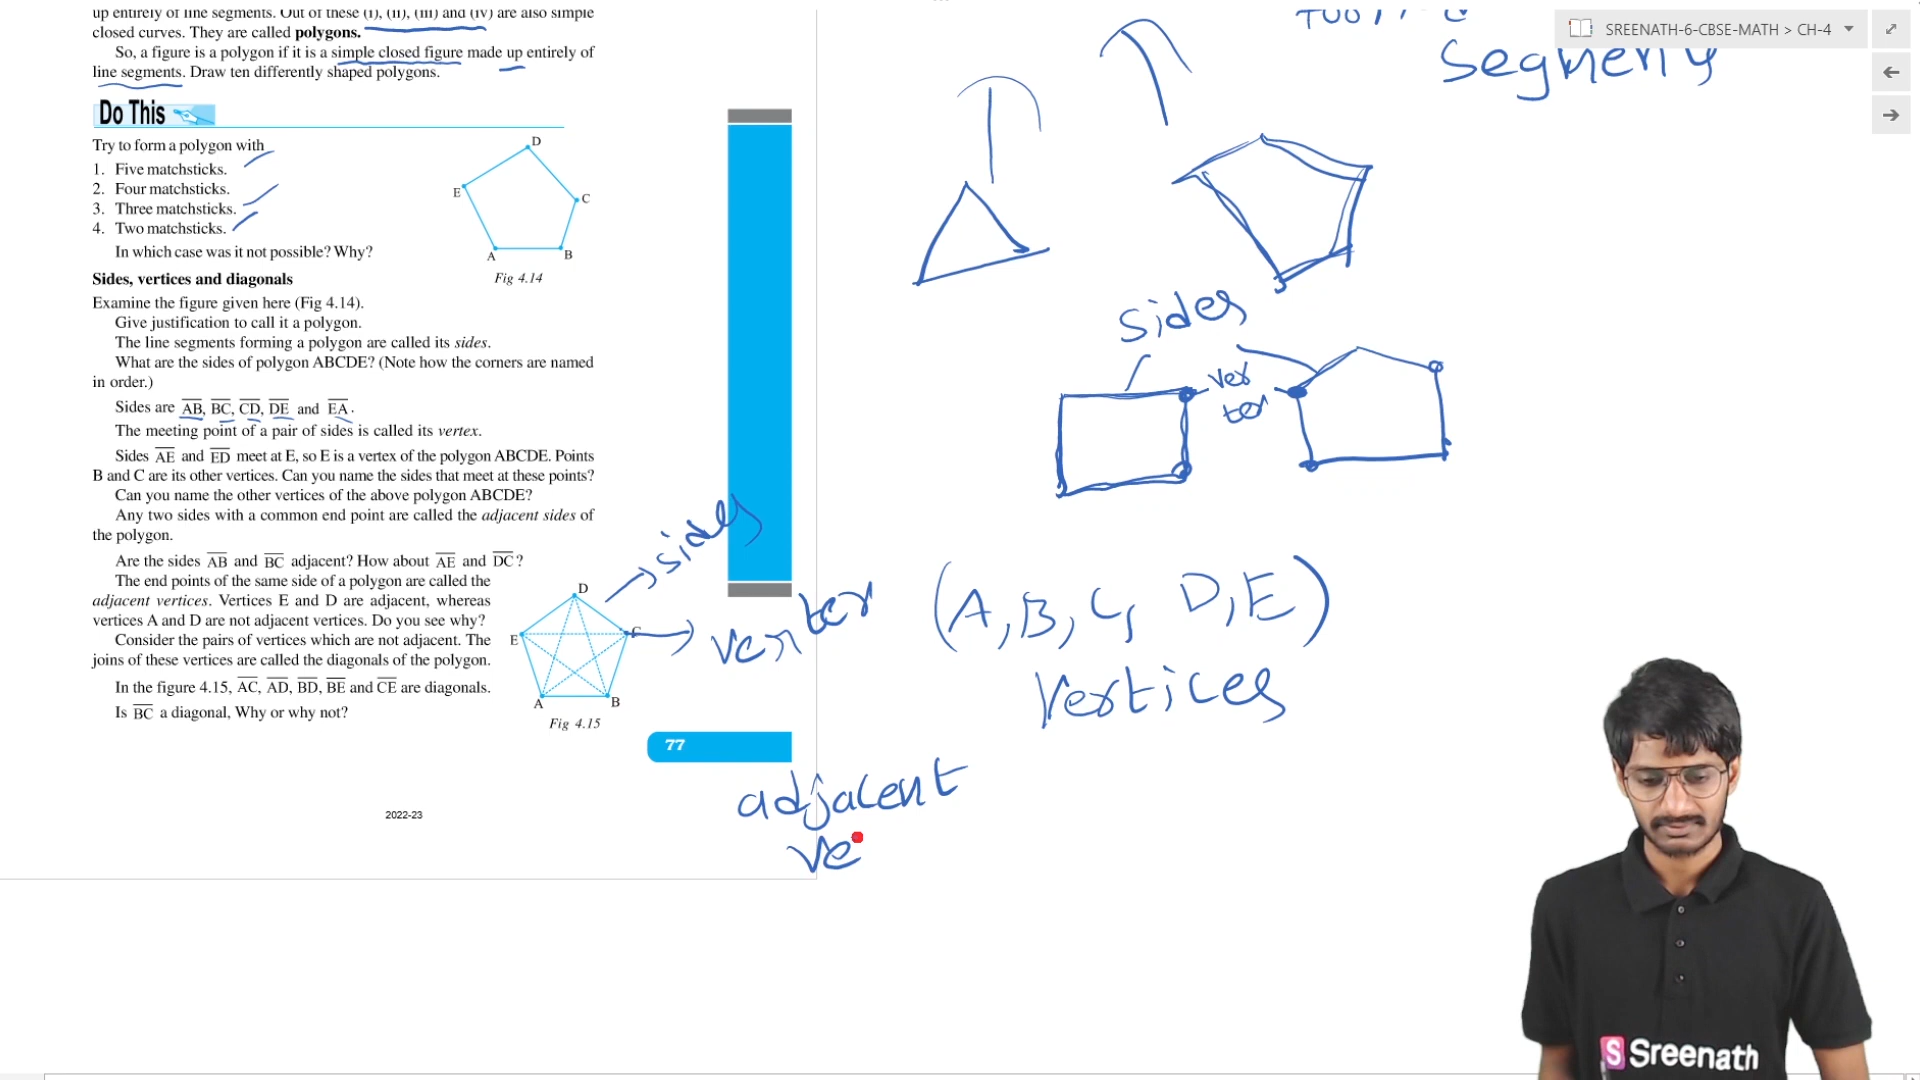 up entirely of line segments. Out of these (i), (ii), (iii) and (iv) are also simple
closed curves. They are called polygons.
So, a figure is a polygon if it is a simple closed figure made up entirely of
line segments. Draw ten differently shaped polygons.
Do This
Try to form a polygon with
1. Five matchsticks.
2. Four matchsticks.
3. Three matchsticks.
4. Two matchsticks.
In which case was it not possible? Why?
D
E
C
A
B
Fig 4.14
Sides, vertices and diagonals
Examine the figure given here (Fig 4.14).
Give justification to call it a polygon.
The line segments forming a polygon are called its sides.
What are the sides of polygon ABCDE? (Note how the corners are named
in order.)
Sides are AB, BC, CD, DE and EA.
The meeting point of a pair of sides is called its vertex.
Sides AE and ED meet at E, so E is a vertex of the polygon ABCDE. Points
B and C are its other vertices. Can you name the sides that meet at these points?
Can you name the other vertices of the above polygon ABCDE?
Any two sides with a common end point are called the adjacent sides of
the polygon.
Are the sides AB and BC adjacent? How about AE and DC?
The end points of the same side of a polygon are called the
adjacent vertices. Vertices E and D are adjacent, whereas
vertices A and D are not adjacent vertices. Do you see why?
Consider the pairs of vertices which are not adjacent. The
joins of these vertices are called the diagonals of the polygon.
In the figure 4.15, AC, AD, BD, BE and CE are diagonals.
Is BC a diagonal, Why or why not?
D
E
C
A
B
Fig 4.15
77
2022-23
SREENATH-6-CBSE-MATH > CH-4
Sides
sides
(A, B, C, D, E)
Vertices
adjacent
ve
Sreenath